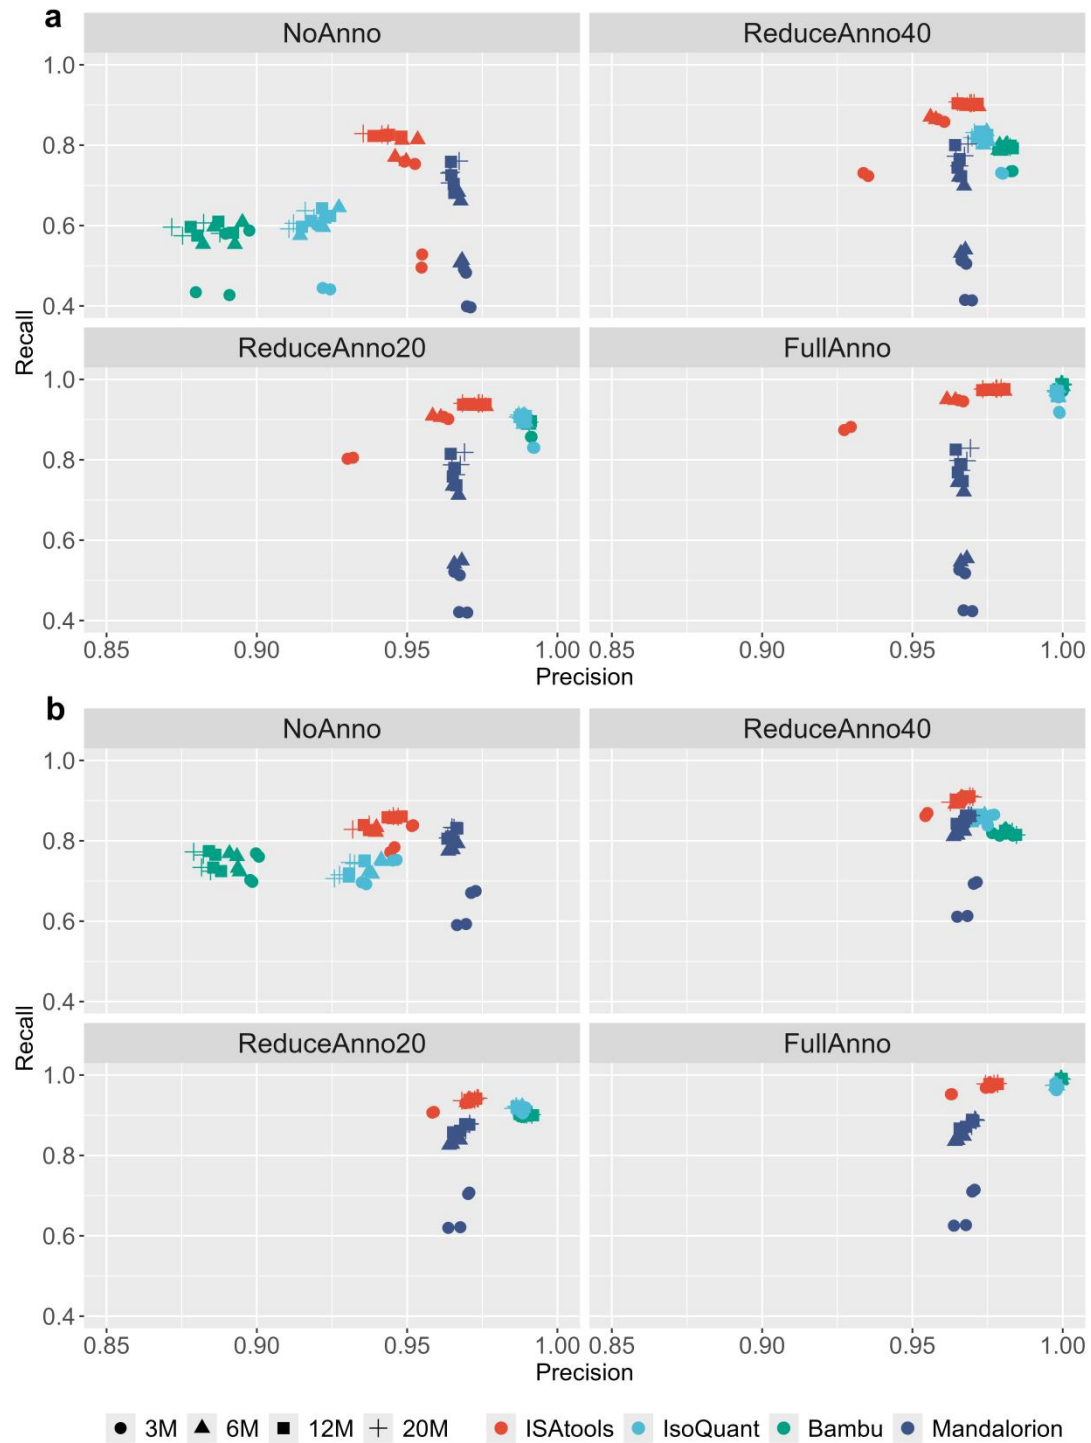 a
NoAnno
ReduceAnno40
1.0
0.8
0.6
0.4
Recall
ReduceAnno20
FullAnno
1.0
0.8
0.6
0.4
0.85 0.90 0.95 1.00 0.85 0.90 0.95 1.00
Precision
b
NoAnno
ReduceAnno40
1.0
0.8
0.6
0.4
Recall
ReduceAnno20
FullAnno
1.0
0.8
0.6
0.4
0.85 0.90 0.95 1.00 0.85 0.90 0.95 1.00
Precision
3M 6M 12M 20M ISAtools IsoQuant Bambu Mandalorion